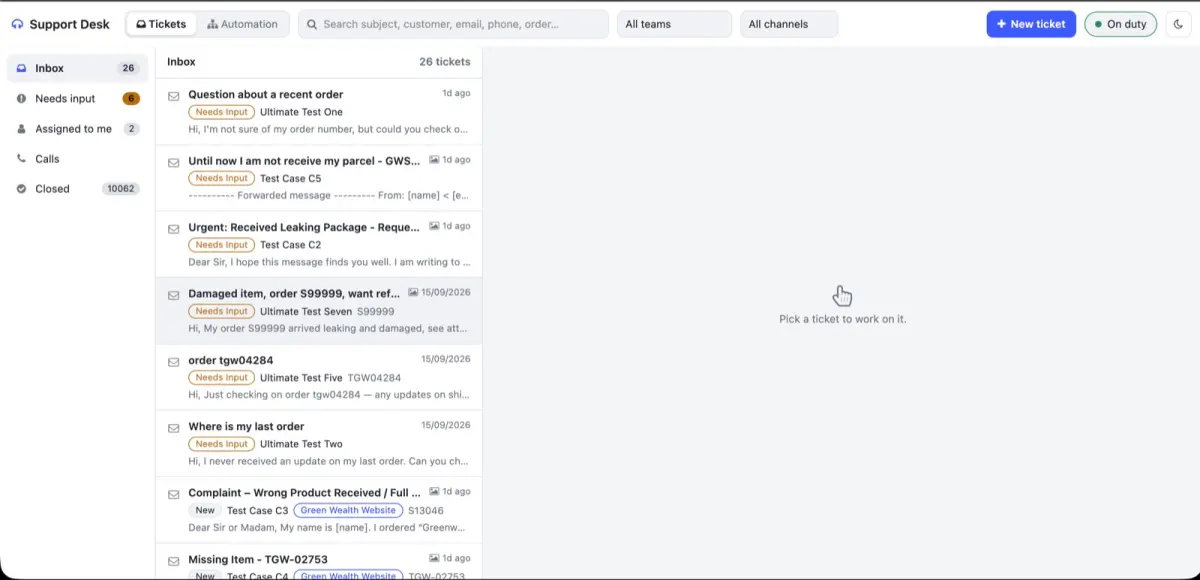 Support Desk Tickets Automation Search subject, customer, email, phone, order... All teams All channels + New ticket On duty
Inbox 26
Needs input 6
Assigned to me 2
Calls
Closed 10062
Inbox 26 tickets
Question about a recent order 1d ago
Needs Input Ultimate Test One
Hi, I'm not sure of my order number, but could you check o...
Until now I am not receive my parcel - GWS... 1d ago
Needs Input Test Case C5
---------- Forwarded message --------- From: [name] < [e...
Urgent: Received Leaking Package - Reque... 1d ago
Needs Input Test Case C2
Dear Sir, I hope this message finds you well. I am writing to ...
Damaged item, order S99999, want ref... 15/09/2026
Needs Input Ultimate Test Seven S99999
Hi, My order S99999 arrived leaking and damaged, see att...
order tgw04284 15/09/2026
Needs Input Ultimate Test Five TGW04284
Hi, Just checking on order tgw04284 — any updates on shi...
Where is my last order 15/09/2026
Needs Input Ultimate Test Two
Hi, I never received an update on my last order. Can you ch...
Complaint – Wrong Product Received / Full ... 1d ago
New Test Case C3 Green Wealth Website S13046
Dear Sir or Madam, My name is [name]. I ordered "Greenw...
Missing Item - TGW-02753 1d ago
New Test Case C4 Green Wealth Website TGW-02753
Pick a ticket to work on it.